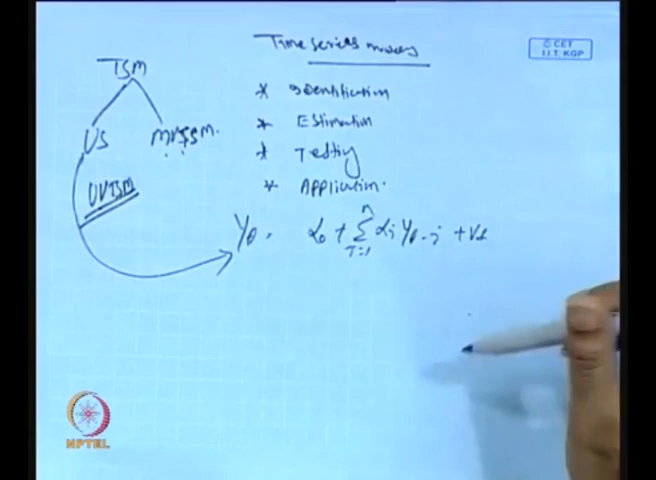 Time series models
© CET
I.I.T. KGP
TSM
* Identification
US
MVTSM.
* Estimation
* Testing
UVTSM
* Application.
Yt = α0 + Σ αj Yt-j + Vt
n
T=1
NPTEL